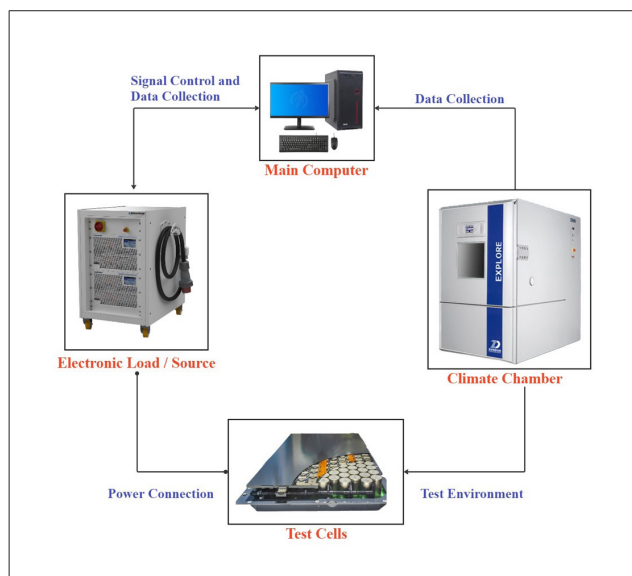 Signal Control and
Data Collection
Data Collection
Main Computer
EXPLORE
Electronic Load / Source
Climate Chamber
Power Connection
Test Environment
Test Cells